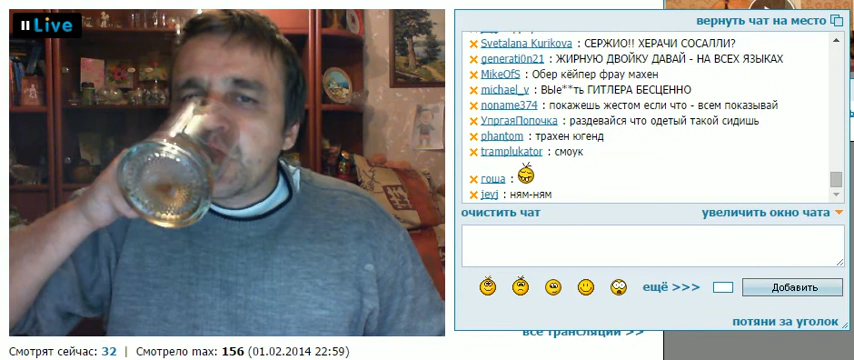 Live
вернуть чат на место
Svetalana Kurikova : СЕРЖИО!! ХЕРАЧИ СОСАЛЛИ?
generati0n21 : ЖИРНУЮ ДВОЙКУ ДАВАЙ - НА ВСЕХ ЯЗЫКАХ
MikeOfS : Обер кёйпер фрау махен
michael_v : ВЫе**ть ГИТЛЕРА БЕСЦЕННО
noname374 : покажешь жестом если что - всем показывай
УпргаяПопочка : раздевайся что одетый такой сидишь
phantom : трахен югенд
tramplukator : смоук
гоша :
jevj : ням-ням
очистить чат
увеличить окно чата
ещё >>>
Добавить
потяни за уголок
все трансляции >>
Смотрят сейчас: 32 | Смотрело max: 156 (01.02.2014 22:59)